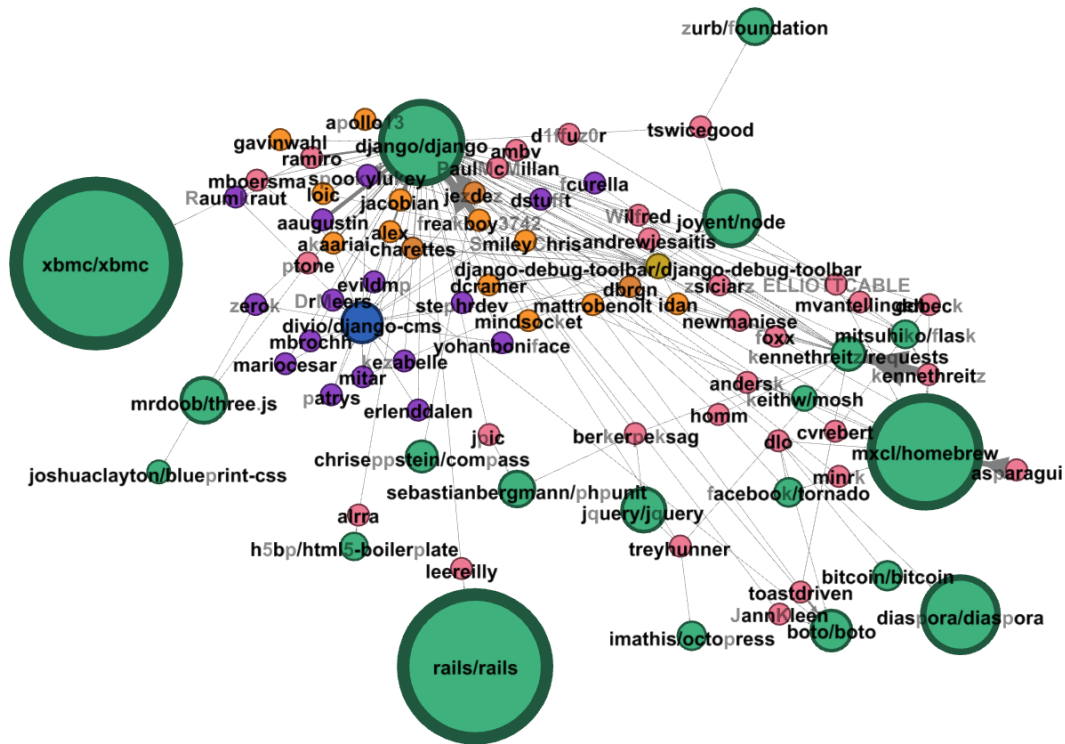 zurb/foundation
apollo13
gavinwahl
django/django
d1ffuz0r
tswicegood
ramiro
ambv
PaulMcMillan
mboersma
spookylukey
fcurella
Raumkraut
loic
jacobian
jezdez
dstufft
aaugustin
freakboy3742
Wilfred
joyent/node
alex
akaariai
charettes
SmileyChris
andrewjesaitis
xbmc/xbmc
ptone
django-debug-toolbar/django-debug-toolbar
evildmp
dcramer
dbrgn
zsiciarz
ELLIOTTCABLE
zerok
DrMeers
stephrdev
mattrobenolt
idan
mvantellingen
divio/django-cms
mindsocket
newmaniese
mitsuhiko/flask
mbrochh
yohanboniface
foxx
kennethreitz/requests
mariocesar
kezabelle
mitar
kennethreitz
patrys
andersk
keithw/mosh
mrdoob/three.js
erlenddalen
homm
jpic
berkerpeksag
dlo
cvrebert
mxcl/homebrew
joshuaclayton/blueprint-css
chriseppstein/compass
minrk
asparagui
sebastianbergmann/phpunit
facebook/tornado
alrra
jquery/jquery
h5bp/html5-boilerplate
treyhunner
leereilly
bitcoin/bitcoin
toastdriven
JannKleen
diaspora/diaspora
imathis/octopress
boto/boto
rails/rails